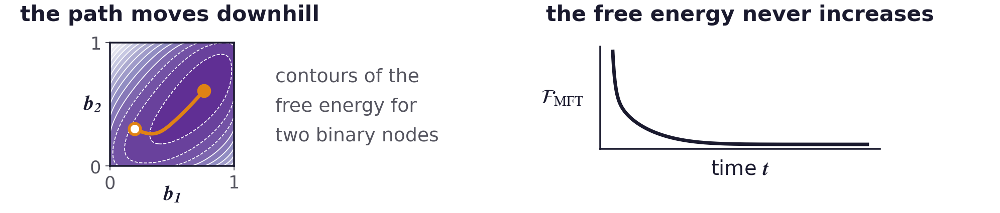 the path moves downhill
1
b2
0
0
1
b1
contours of the
free energy for
two binary nodes
the free energy never increases
ℱMFT
time t